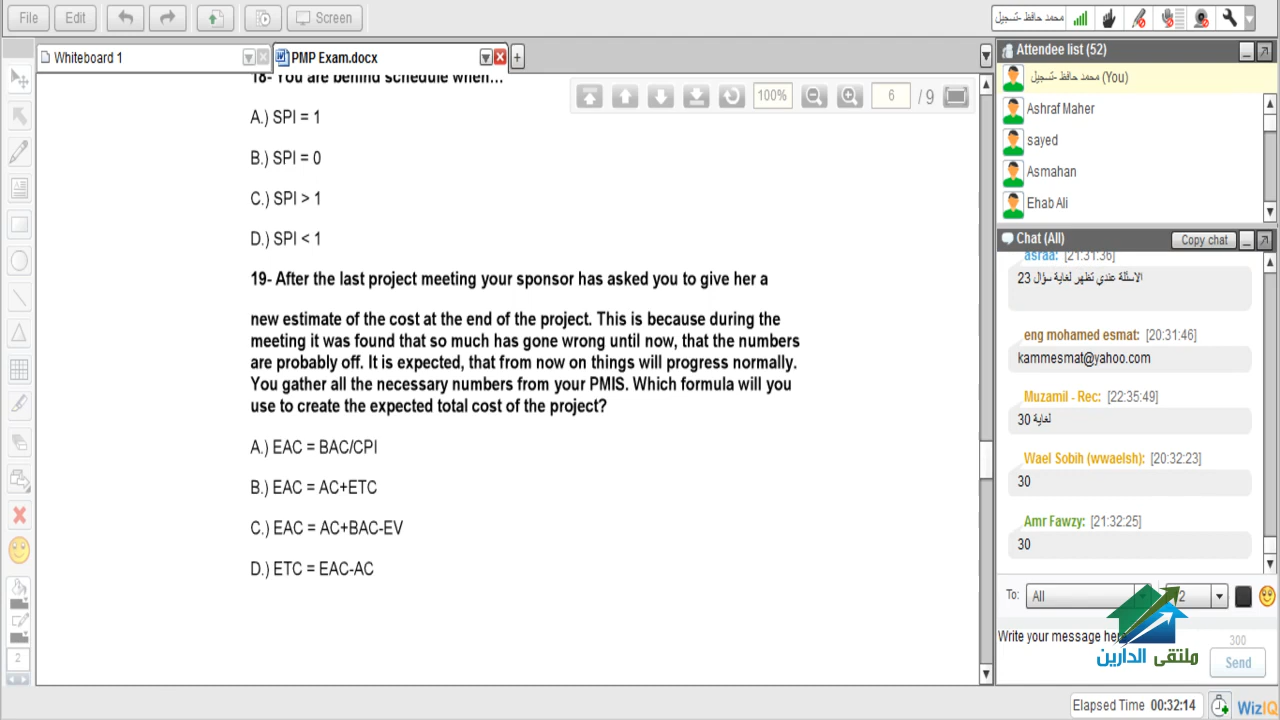 File
Edit
Screen
محمد حافظ -تسجيل
Whiteboard 1
PMP Exam.docx
+
100%
6
/ 9
18- You are behind schedule when...
A.) SPI = 1
B.) SPI = 0
C.) SPI > 1
D.) SPI < 1
19- After the last project meeting your sponsor has asked you to give her a
new estimate of the cost at the end of the project. This is because during the
meeting it was found that so much has gone wrong until now, that the numbers
are probably off. It is expected, that from now on things will progress normally.
You gather all the necessary numbers from your PMIS. Which formula will you
use to create the expected total cost of the project?
A.) EAC = BAC/CPI
B.) EAC = AC+ETC
C.) EAC = AC+BAC-EV
D.) ETC = EAC-AC
2
Attendee list (52)
محمد حافظ -تسجيل (You)
Ashraf Maher
sayed
Asmahan
Ehab Ali
Chat (All)
Copy chat
asraa: [21:31:36]
الاسئلة عندي تظهر لغاية سؤال 23
eng mohamed esmat: [20:31:46]
kammesmat@yahoo.com
Muzamil - Rec: [22:35:49]
لغاية 30
Wael Sobih (wwaelsh): [20:32:23]
30
Amr Fawzy: [21:32:25]
30
To:
All
2
Write your message here
300
Send
ملتقى الدارين
Elapsed Time 00:32:14
WizIQ